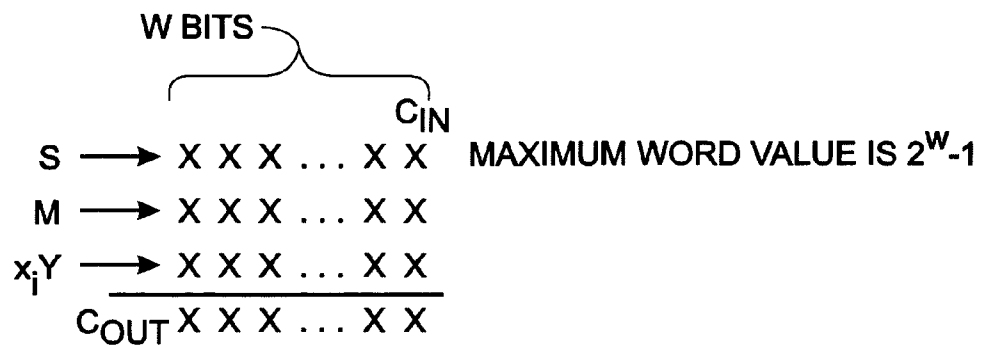 W BITS
C_IN
S → X X X ... X X MAXIMUM WORD VALUE IS 2^W-1
M → X X X ... X X
x_iY → X X X ... X X
C_OUT X X X ... X X